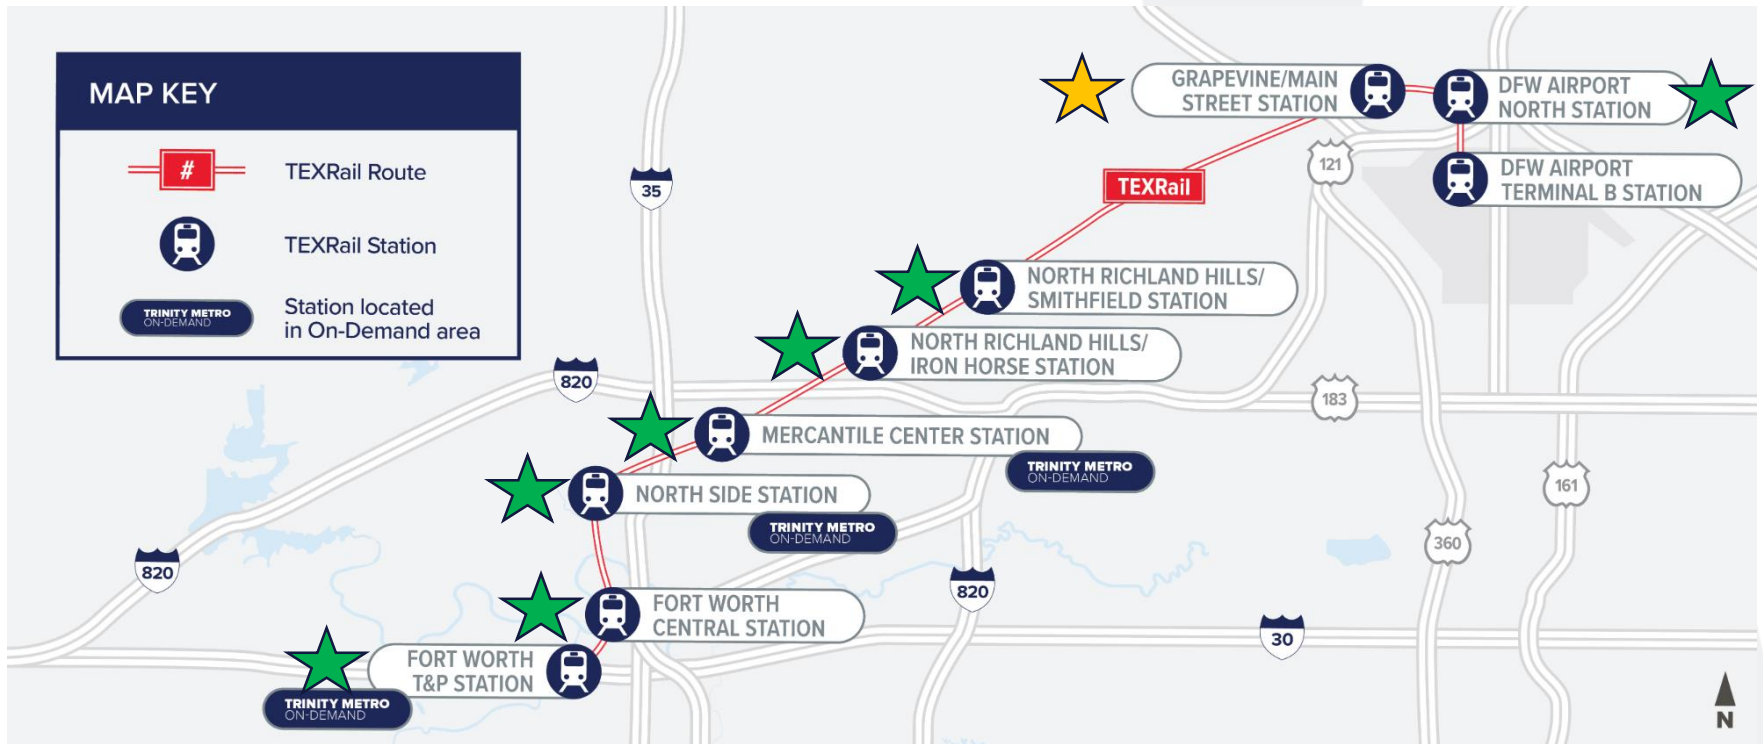 MAP KEY
#
TEXRail Route
TEXRail Station
TRINITY METRO
ON-DEMAND
Station located
in On-Demand area
GRAPEVINE/MAIN
STREET STATION
DFW AIRPORT
NORTH STATION
DFW AIRPORT
TERMINAL B STATION
121
35
TEXRail
NORTH RICHLAND HILLS/
SMITHFIELD STATION
NORTH RICHLAND HILLS/
IRON HORSE STATION
820
183
MERCANTILE CENTER STATION
TRINITY METRO
ON-DEMAND
NORTH SIDE STATION
TRINITY METRO
ON-DEMAND
161
360
820
820
FORT WORTH
CENTRAL STATION
30
FORT WORTH
T&P STATION
TRINITY METRO
ON-DEMAND
N